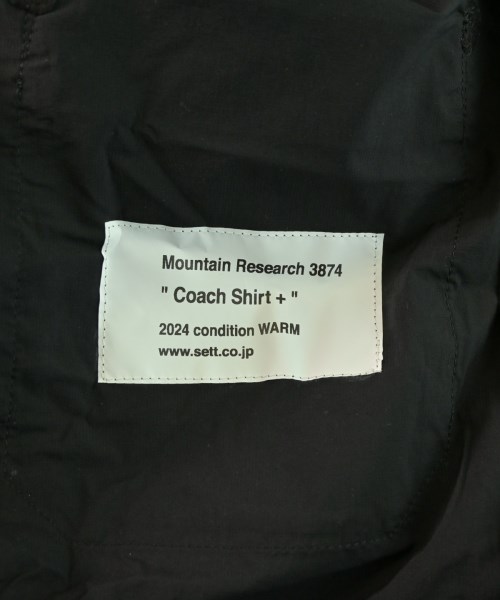 Mountain Research 3874
" Coach Shirt + "
2024 condition WARM
www.sett.co.jp